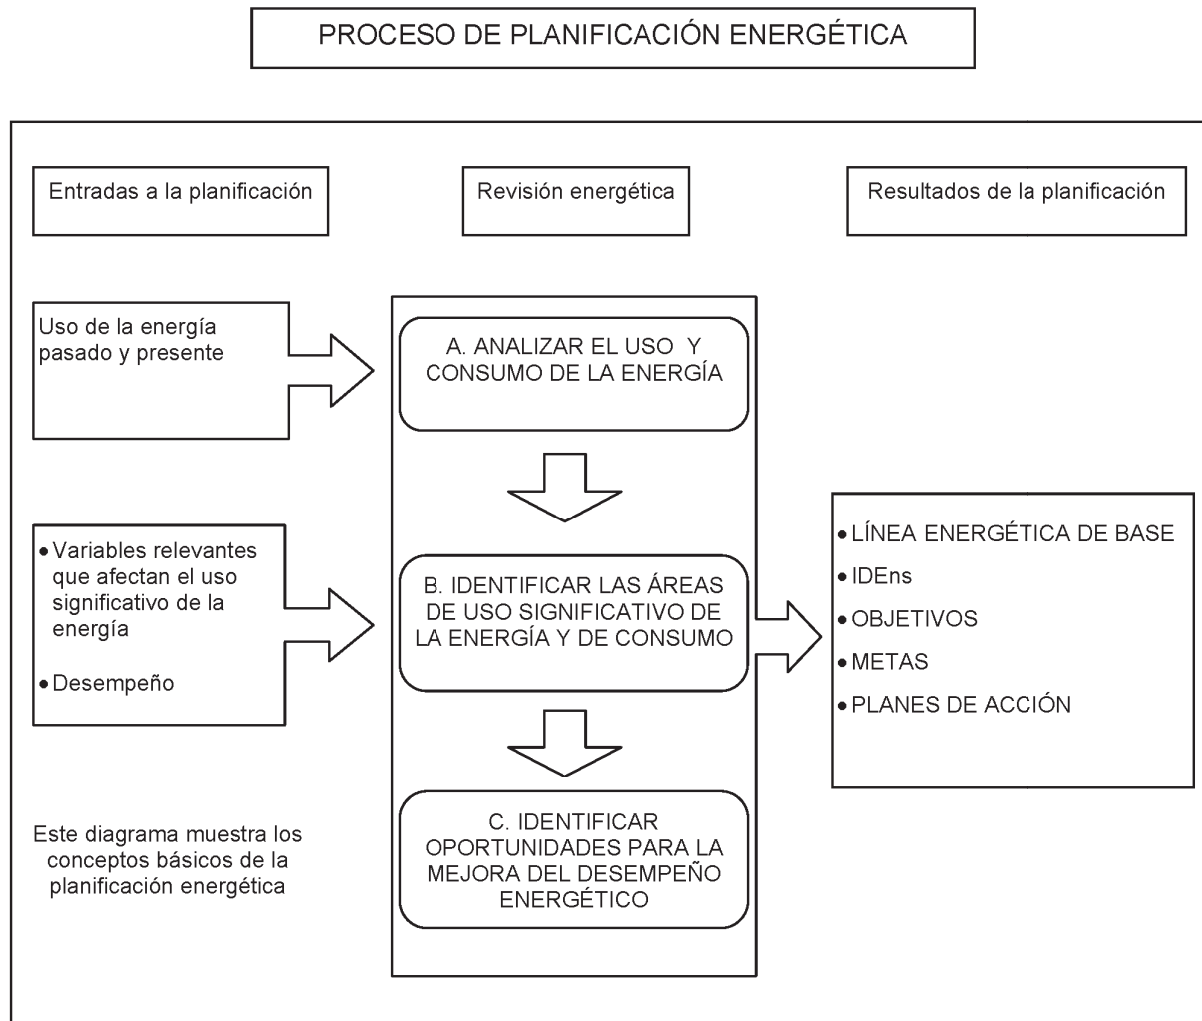 PROCESO DE PLANIFICACIÓN ENERGÉTICA
Entradas a la planificación
Revisión energética
Resultados de la planificación
Uso de la energía
pasado y presente
A. ANALIZAR EL USO Y
CONSUMO DE LA ENERGÍA
• Variables relevantes
que afectan el uso
significativo de la
energía
• Desempeño
B. IDENTIFICAR LAS ÁREAS
DE USO SIGNIFICATIVO DE
LA ENERGÍA Y DE CONSUMO
• LÍNEA ENERGÉTICA DE BASE
• IDEns
• OBJETIVOS
• METAS
• PLANES DE ACCIÓN
C. IDENTIFICAR
OPORTUNIDADES PARA LA
MEJORA DEL DESEMPEÑO
ENERGÉTICO
Este diagrama muestra los
conceptos básicos de la
planificación energética